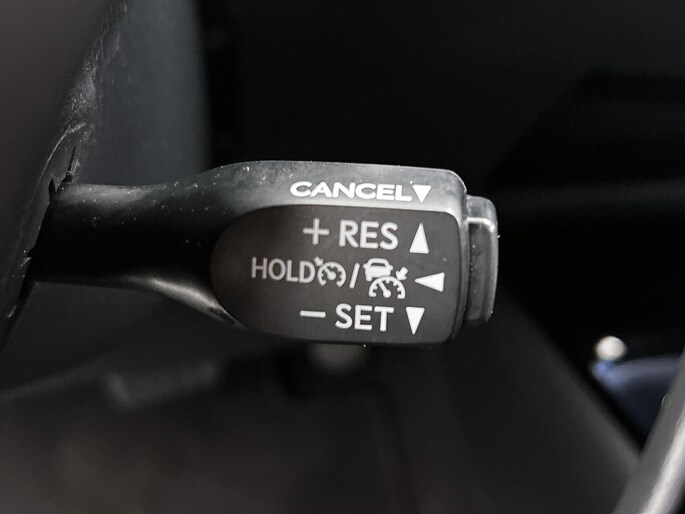 CANCEL▼
+ RES ▲
HOLD / ◀
− SET ▼